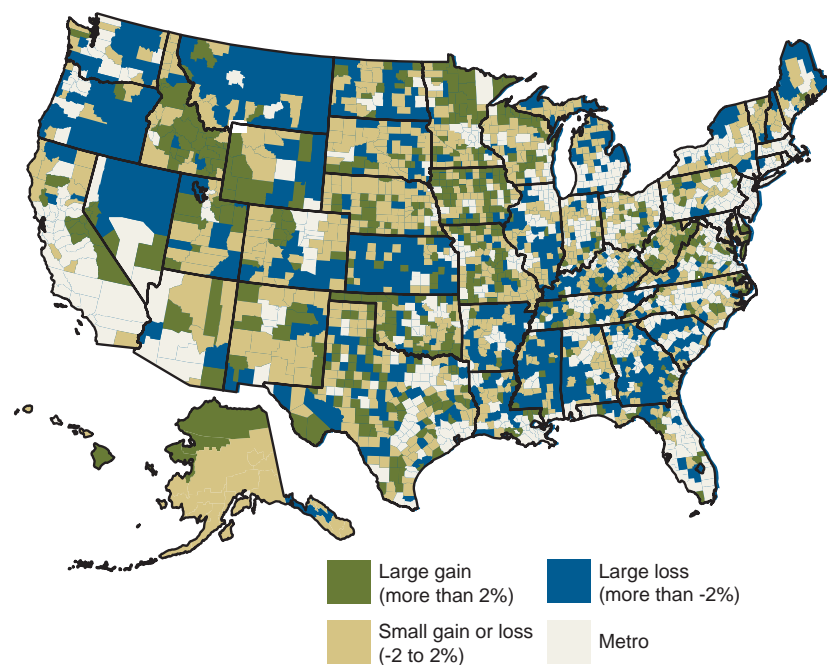 Large gain
(more than 2%)
Large loss
(more than -2%)
Small gain or loss
(-2 to 2%)
Metro